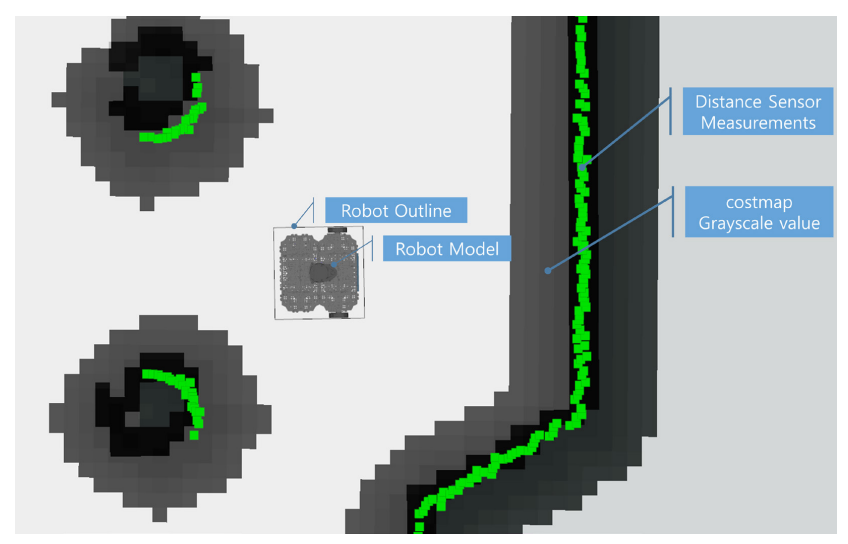 Distance Sensor
Measurements
costmap
Grayscale value
Robot Outline
Robot Model